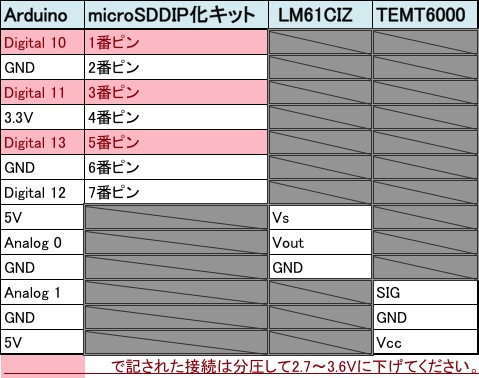 Arduino microSDDIP化キット LM61CIZ TEMT6000
Digital 10 1番ピン
GND 2番ピン
Digital 11 3番ピン
3.3V 4番ピン
Digital 13 5番ピン
GND 6番ピン
Digital 12 7番ピン
5V Vs
Analog 0 Vout
GND GND
Analog 1 SIG
GND GND
5V Vcc
で記された接続は分圧して2.7～3.6Vに下げてください。